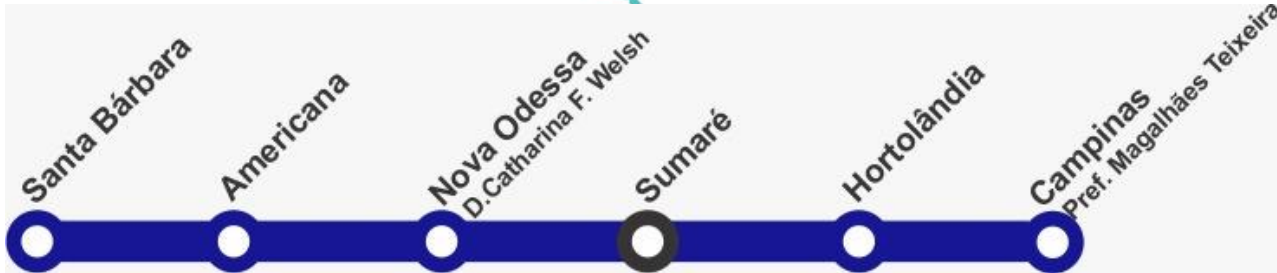 Santa Bárbara
Americana
Nova Odessa
D.Catharina F. Welsh
Sumaré
Hortolândia
Campinas
Pref. Magalhães Teixeira